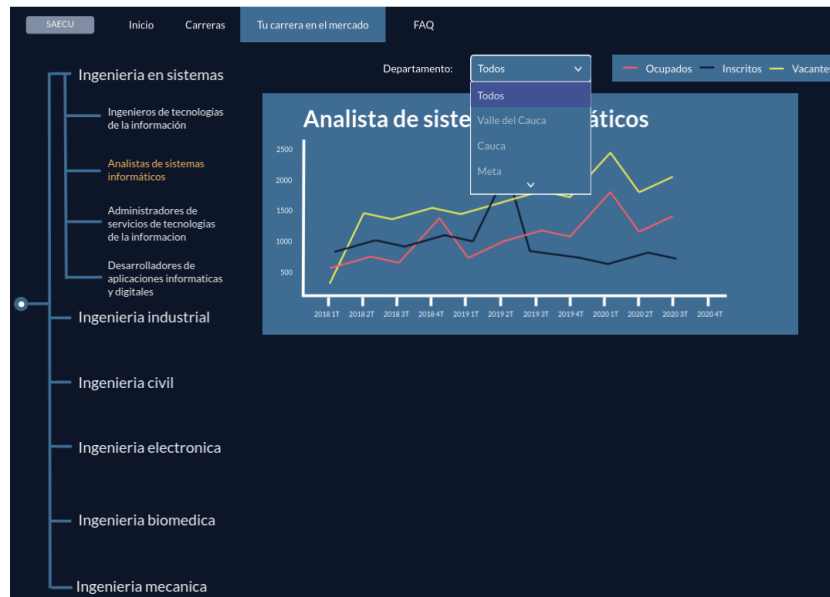 SAECU
Inicio
Carreras
Tu carrera en el mercado
FAQ
Departamento:
Todos
Ocupados
Inscritos
Vacantes
Todos
Valle del Cauca
Cauca
Meta
Ingenieria en sistemas
Ingenieros de tecnologías
de la información
Analistas de sistemas
informáticos
Administradores de
servicios de tecnologias
de la informacion
Desarrolladores de
aplicaciones informaticas
y digitales
Ingenieria industrial
Ingenieria civil
Ingenieria electronica
Ingenieria biomedica
Ingenieria mecanica
Analista de siste áticos
2500
2000
1500
1000
500
2018 1T
2018 2T
2018 3T
2018 4T
2019 1T
2019 2T
2019 3T
2019 4T
2020 1T
2020 2T
2020 3T
2020 4T